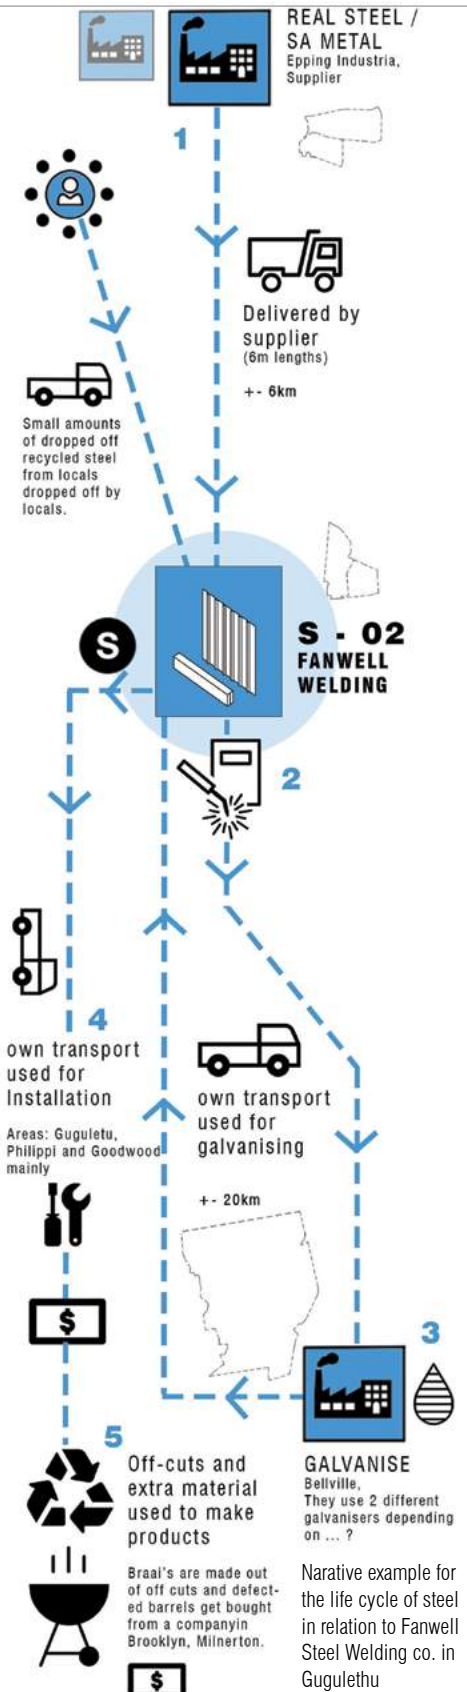 REAL STEEL /
SA METAL
Epping Industria,
Supplier
1
Delivered by
supplier
(6m lengths)
+- 6km
Small amounts
of dropped off
recycled steel
from locals
dropped off by
locals.
S
S - 02
FANWELL
WELDING
2
4
own transport
used for
Installation
Areas: Guguletu,
Philippi and Goodwood
mainly
own transport
used for
galvanising
+- 20km
3
$
GALVANISE
Bellville,
They use 2 different
galvanisers depending
on ... ?
5
Off-cuts and
extra material
used to make
products
Braai's are made out
of off cuts and defect-
ed barrels get bought
from a companyin
Brooklyn, Milnerton.
$
Narative example for
the life cycle of steel
in relation to Fanwell
Steel Welding co. in
Gugulethu